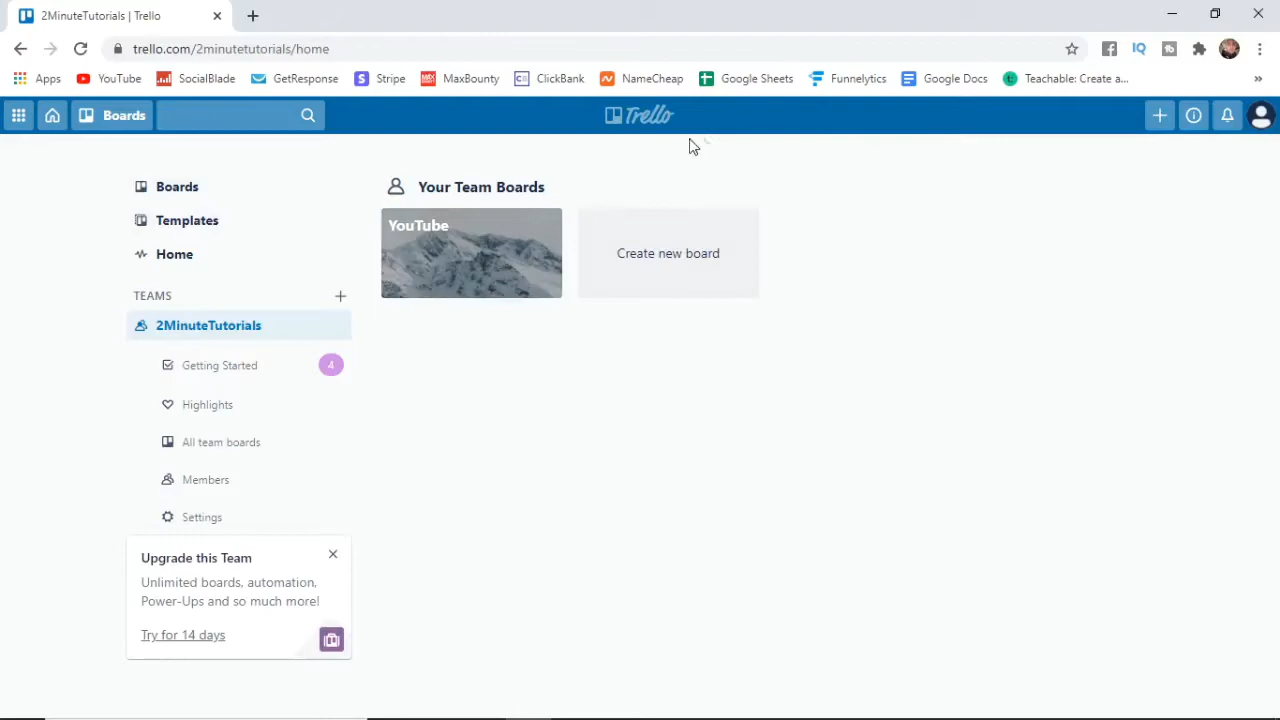 2MinuteTutorials | Trello
trello.com/2minutetutorials/home
Apps YouTube SocialBlade GetResponse Stripe MaxBounty ClickBank NameCheap Google Sheets Funnelytics Google Docs Teachable: Create a...
Boards
Trello
Boards
Templates
Home
TEAMS
2MinuteTutorials
Getting Started 4
Highlights
All team boards
Members
Settings
Upgrade this Team
Unlimited boards, automation,
Power-Ups and so much more!
Try for 14 days
Your Team Boards
YouTube
Create new board